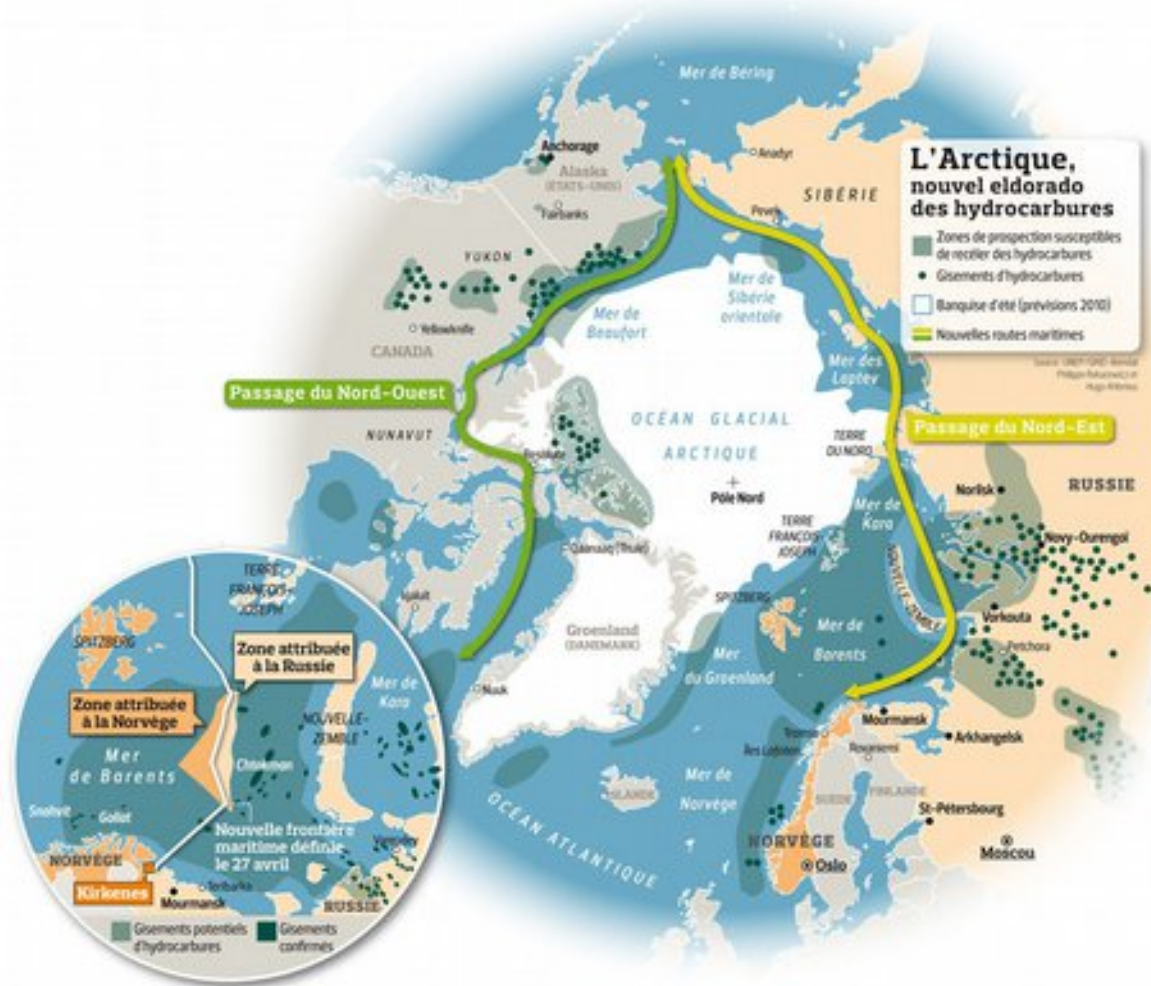 L'Arctique,
nouvel eldorado
des hydrocarbures
Zones de prospection susceptibles
de recéler des hydrocarbures
Gisements d'hydrocarbures
Banquise d'été (prévisions 2010)
Nouvelles routes maritimes
Mer de Béring
Anchorage
Alaska
(ÉTATS-UNIS)
Fairbanks
Anadyr
SIBÉRIE
Pevek
YUKON
Yellowknife
CANADA
Mer de
Beaufort
Mer de
Sibérie
orientale
Mer des
Laptev
Passage du Nord-Ouest
Passage du Nord-Est
NUNAVUT
Resolute
OCÉAN GLACIAL
ARCTIQUE
Pôle Nord
TERRE
DU NORD
Norilsk
RUSSIE
Mer de
Kara
TERRE
FRANÇOIS-
JOSEPH
Novy-Ourengoï
NOUVELLE-ZEMBLE
Qaanaaq (Thulé)
Iqaluit
SPITZBERG
Vorkouta
Petchora
Groenland
(DANEMARK)
Mer de
Barents
Mer
du Groenland
Nuuk
Mourmansk
Tromsø
Îles Lofoten
Rovaniemi
Arkhangelsk
ISLANDE
Mer de
Norvège
SUÈDE
FINLANDE
St-Pétersbourg
NORVÈGE
Oslo
Moscou
OCÉAN ATLANTIQUE
TERRE
FRANÇOIS-
JOSEPH
SPITZBERG
Zone attribuée
à la Russie
Zone attribuée
à la Norvège
Mer de
Kara
NOUVELLE-
ZEMBLE
Mer
de Barents
Chtokman
Snohvit
Goliat
Nouvelle frontière
maritime définie
le 27 avril
NORVÈGE
Kirkenes
Mourmansk
Teribarka
RUSSIE
Gisements potentiels
d'hydrocarbures
Gisements
confirmés